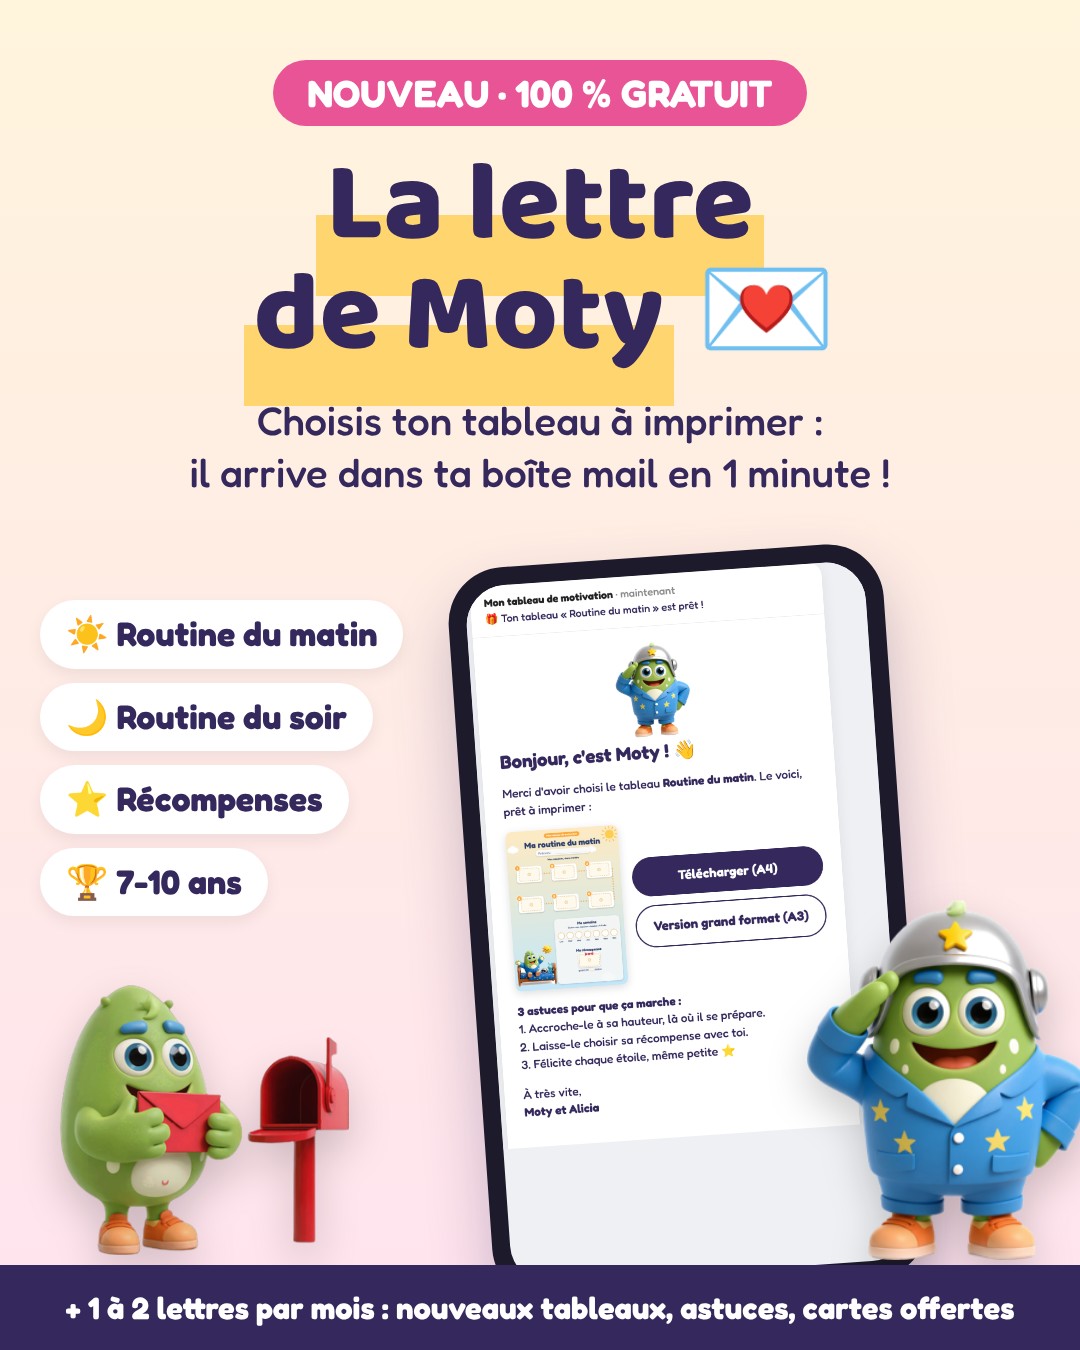 NOUVEAU · 100 % GRATUIT
La lettre
de Moty
Choisis ton tableau à imprimer :
il arrive dans ta boîte mail en 1 minute !
Routine du matin
Routine du soir
Récompenses
7-10 ans
Mon tableau de motivation · maintenant
Ton tableau « Routine du matin » est prêt !
Bonjour, c'est Moty !
Merci d'avoir choisi le tableau Routine du matin. Le voici,
prêt à imprimer :
Ma routine du matin
Ma semaine
Ma récompense
Télécharger (A4)
Version grand format (A3)
3 astuces pour que ça marche :
1. Accroche-le à sa hauteur, là où il se prépare.
2. Laisse-le choisir sa récompense avec toi.
3. Félicite chaque étoile, même petite
À très vite,
Moty et Alicia
+ 1 à 2 lettres par mois : nouveaux tableaux, astuces, cartes offertes